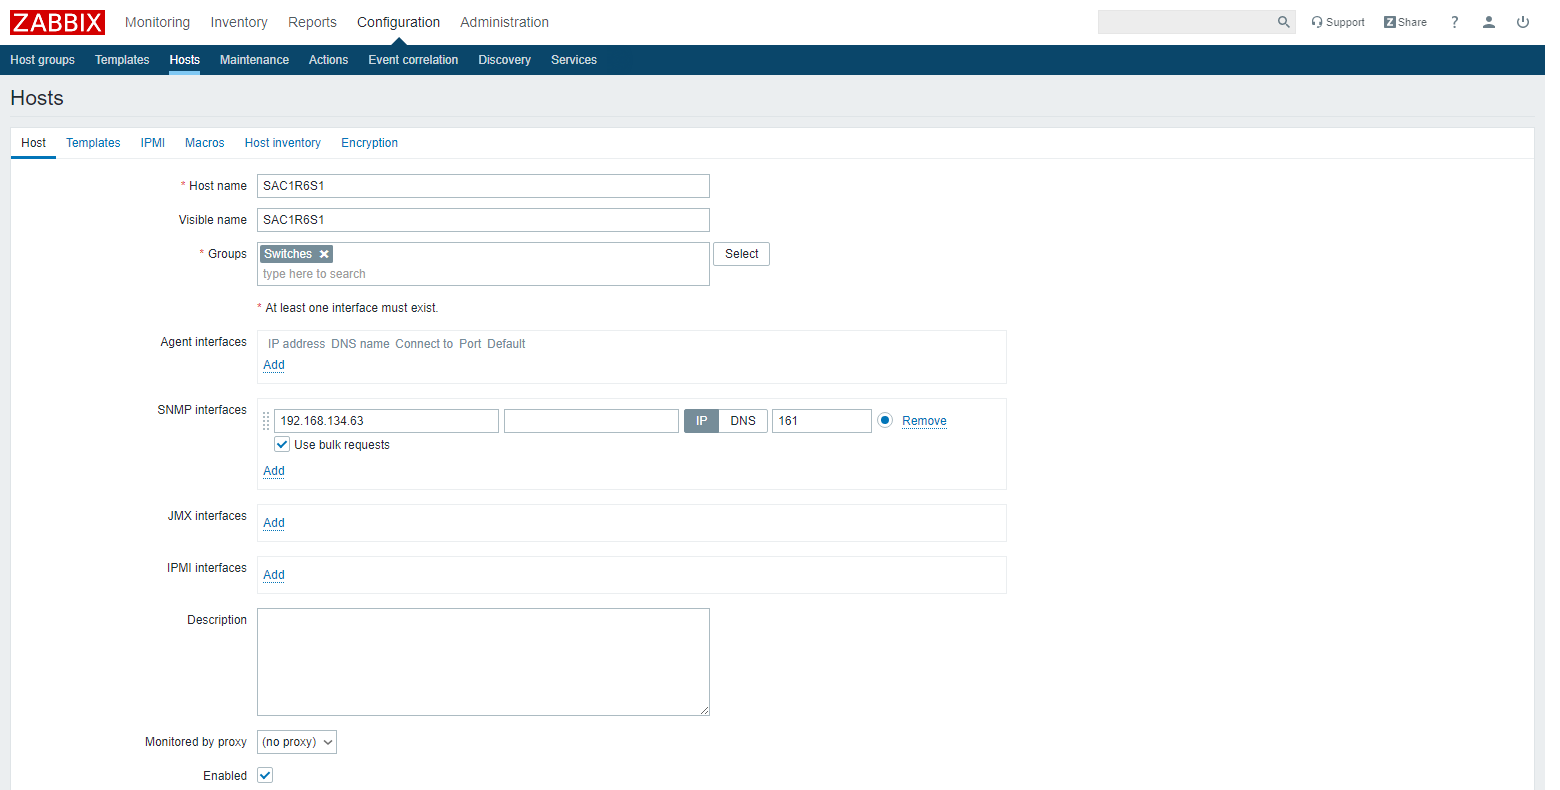 ZABBIX Monitoring Inventory Reports Configuration Administration Support Z Share ?
Host groups Templates Hosts Maintenance Actions Event correlation Discovery Services
Hosts
Host Templates IPMI Macros Host inventory Encryption
* Host name SAC1R6S1
Visible name SAC1R6S1
* Groups Switches Select
type here to search
* At least one interface must exist.
Agent interfaces IP address DNS name Connect to Port Default
Add
SNMP interfaces 192.168.134.63 IP DNS 161 Remove
Use bulk requests
Add
JMX interfaces Add
IPMI interfaces Add
Description
Monitored by proxy (no proxy)
Enabled